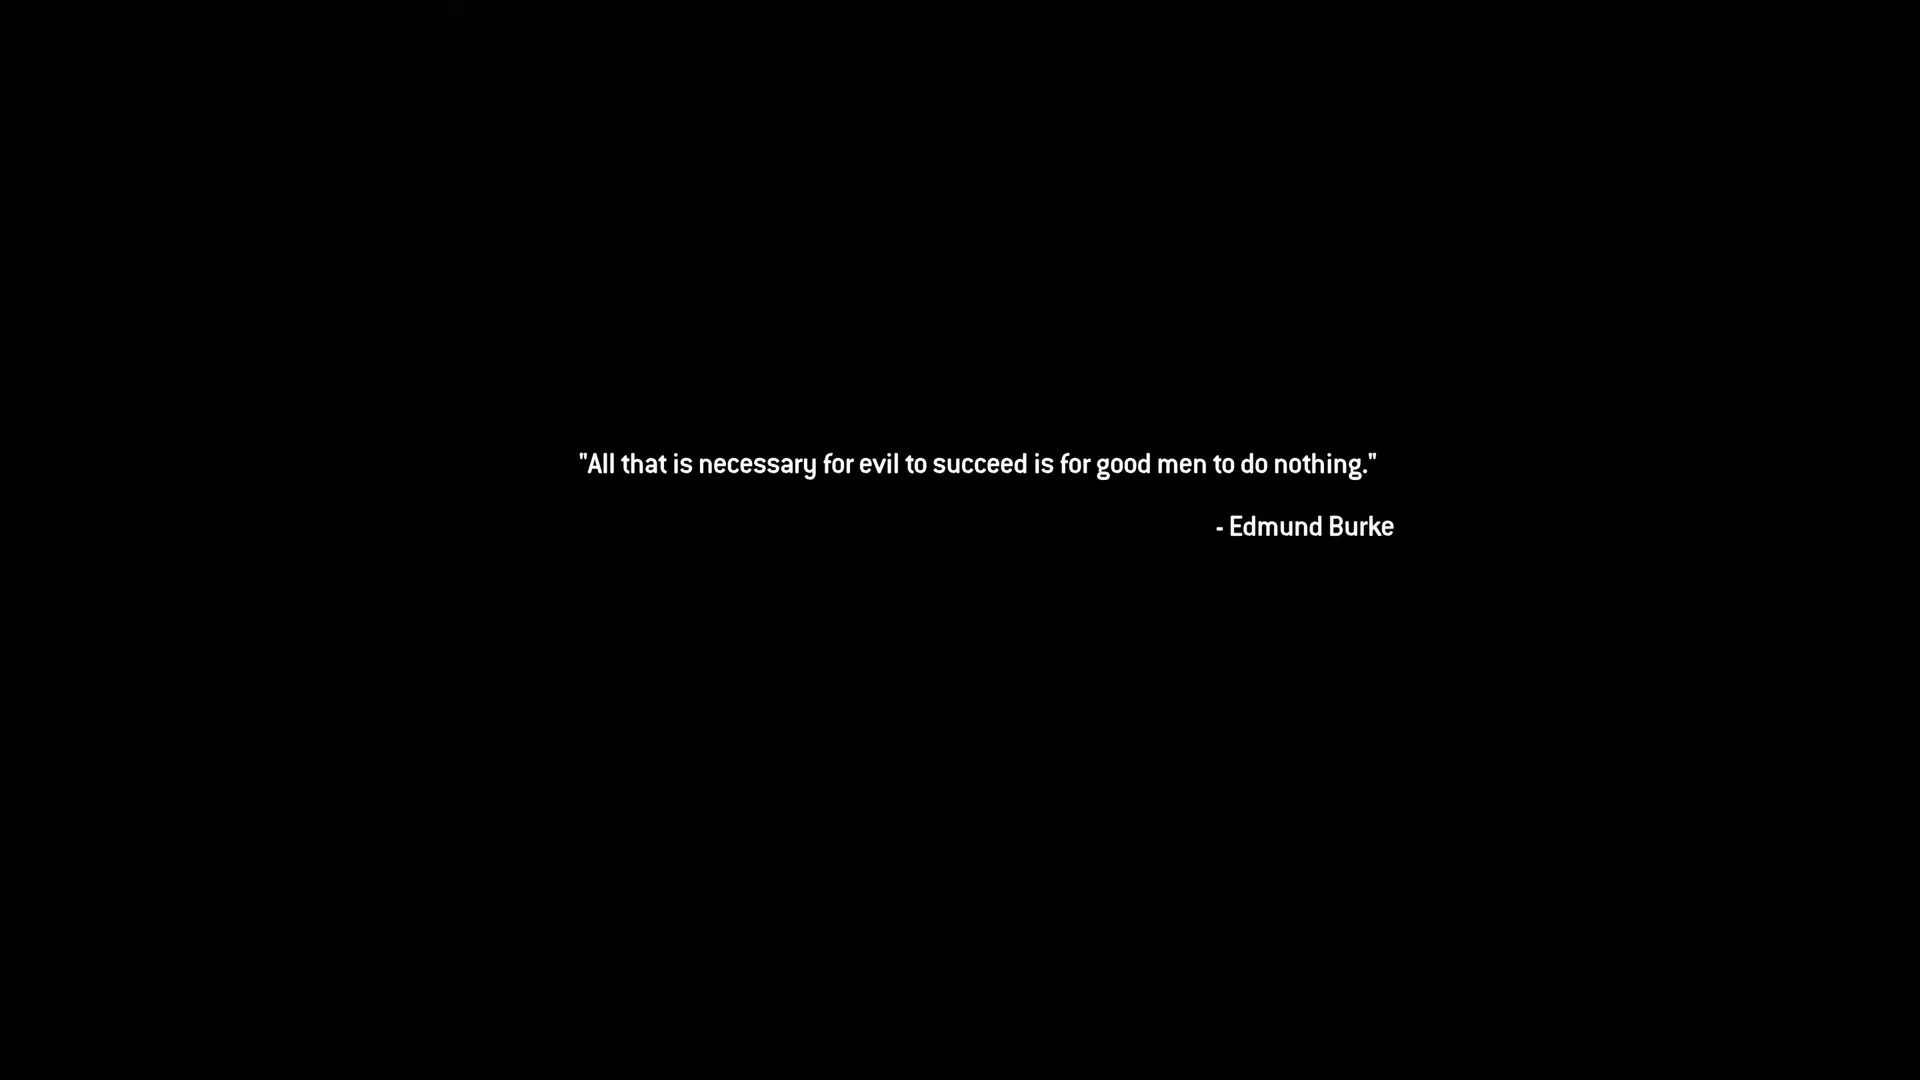 "All that is necessary for evil to succeed is for good men to do nothing."
- Edmund Burke